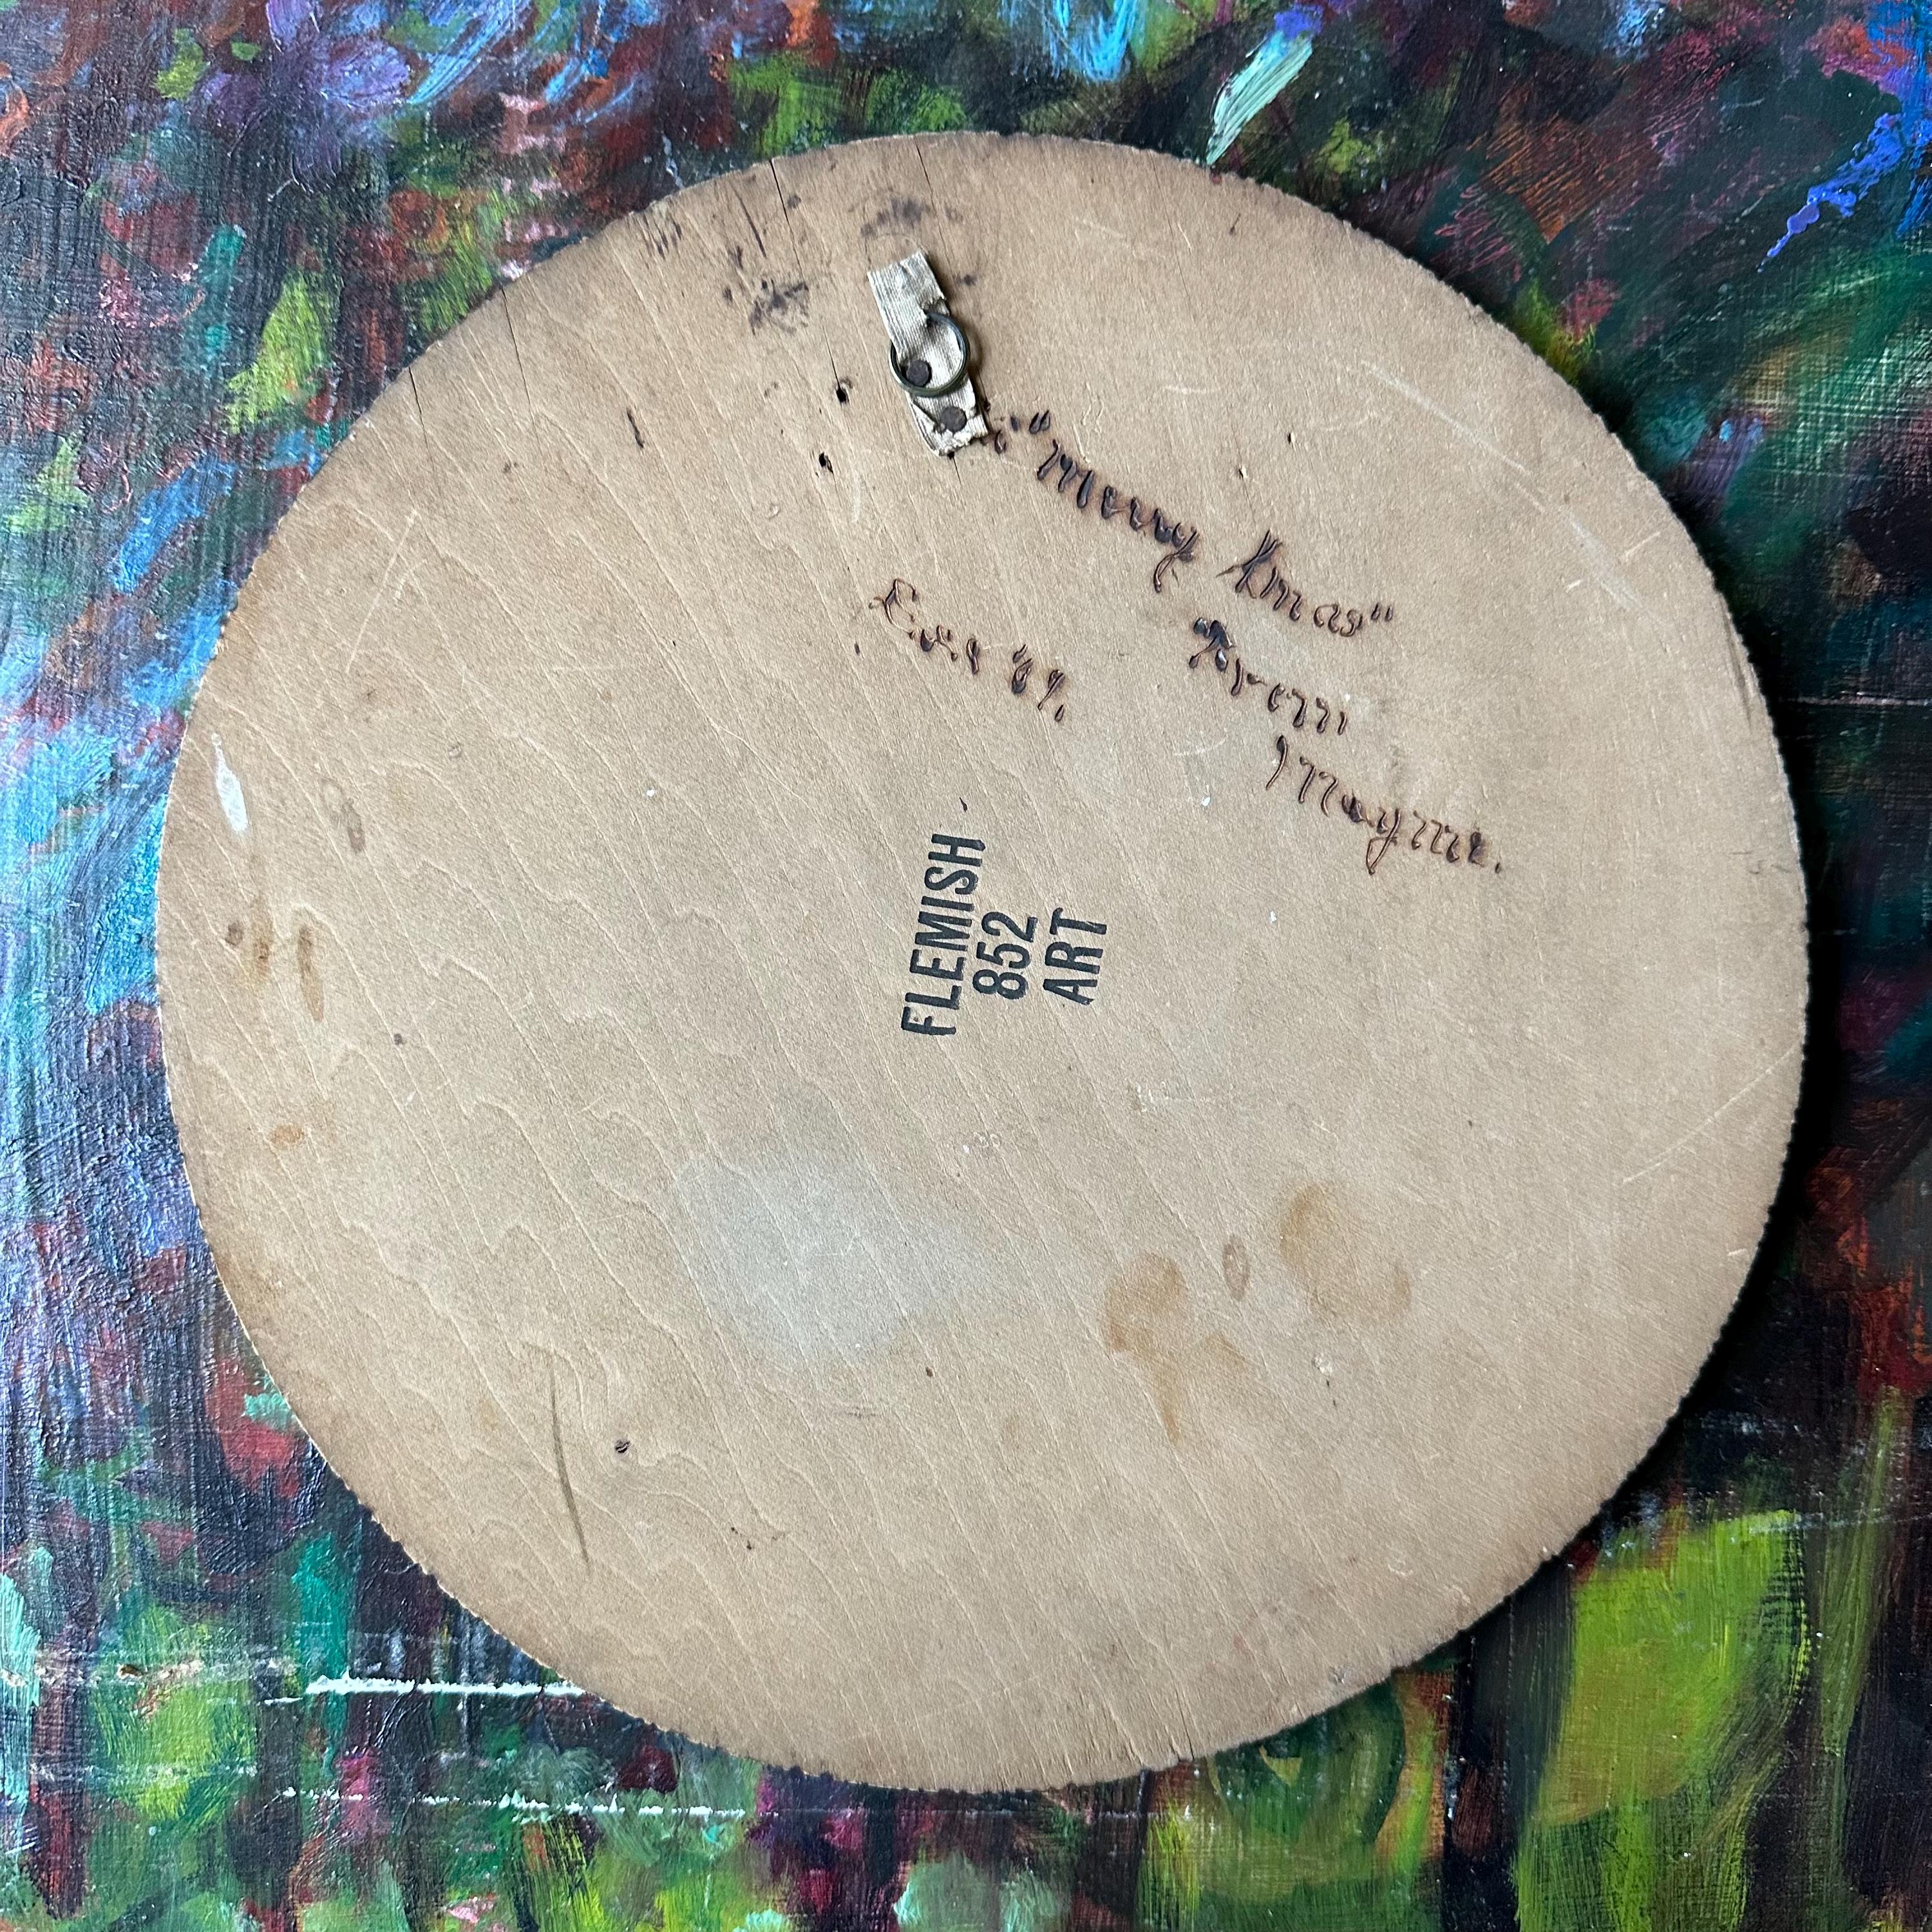 "Merry Xmas"
From
Mayme.
FLEMISH
852
ART